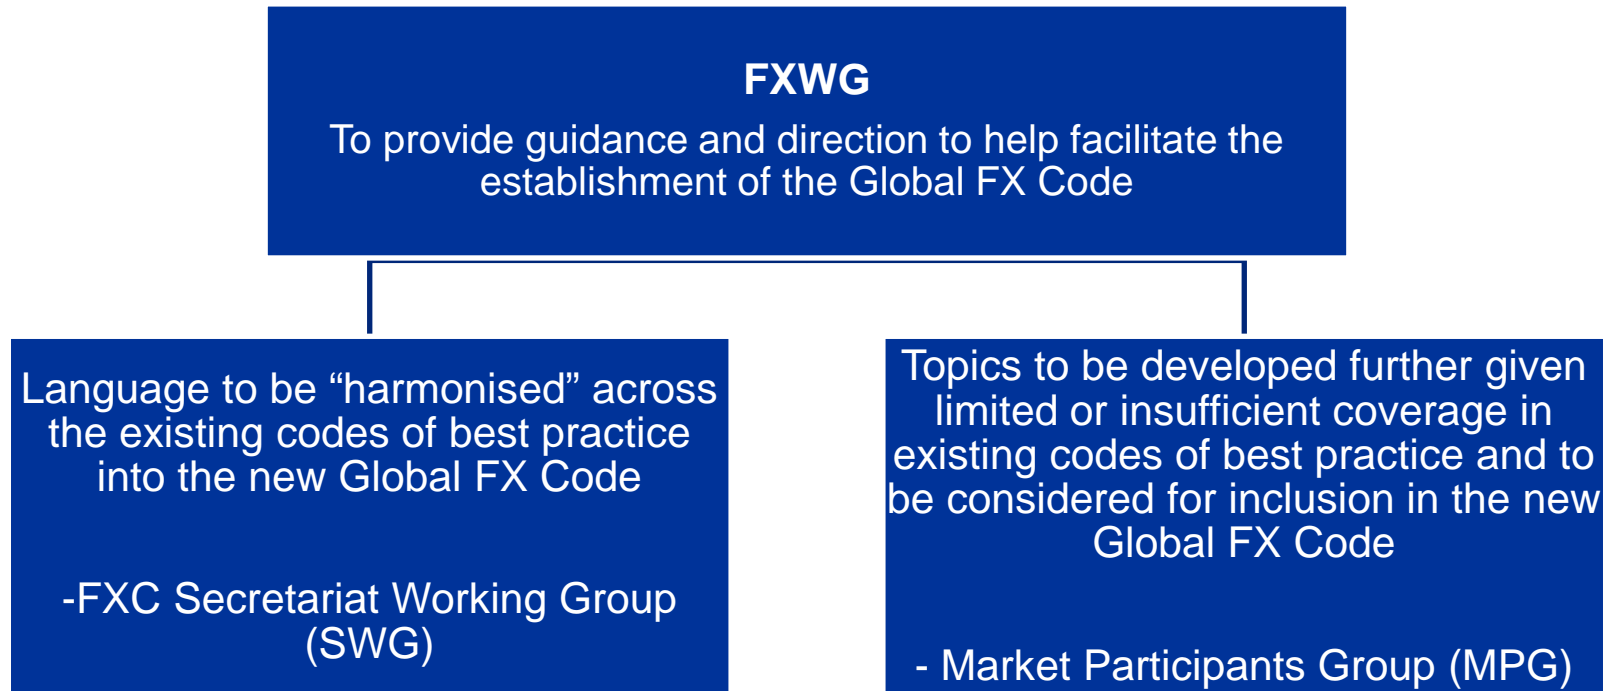 FXWG
To provide guidance and direction to help facilitate the
establishment of the Global FX Code
Language to be “harmonised” across
the existing codes of best practice
into the new Global FX Code
-FXC Secretariat Working Group
(SWG)
Topics to be developed further given
limited or insufficient coverage in
existing codes of best practice and to
be considered for inclusion in the new
Global FX Code
- Market Participants Group (MPG)